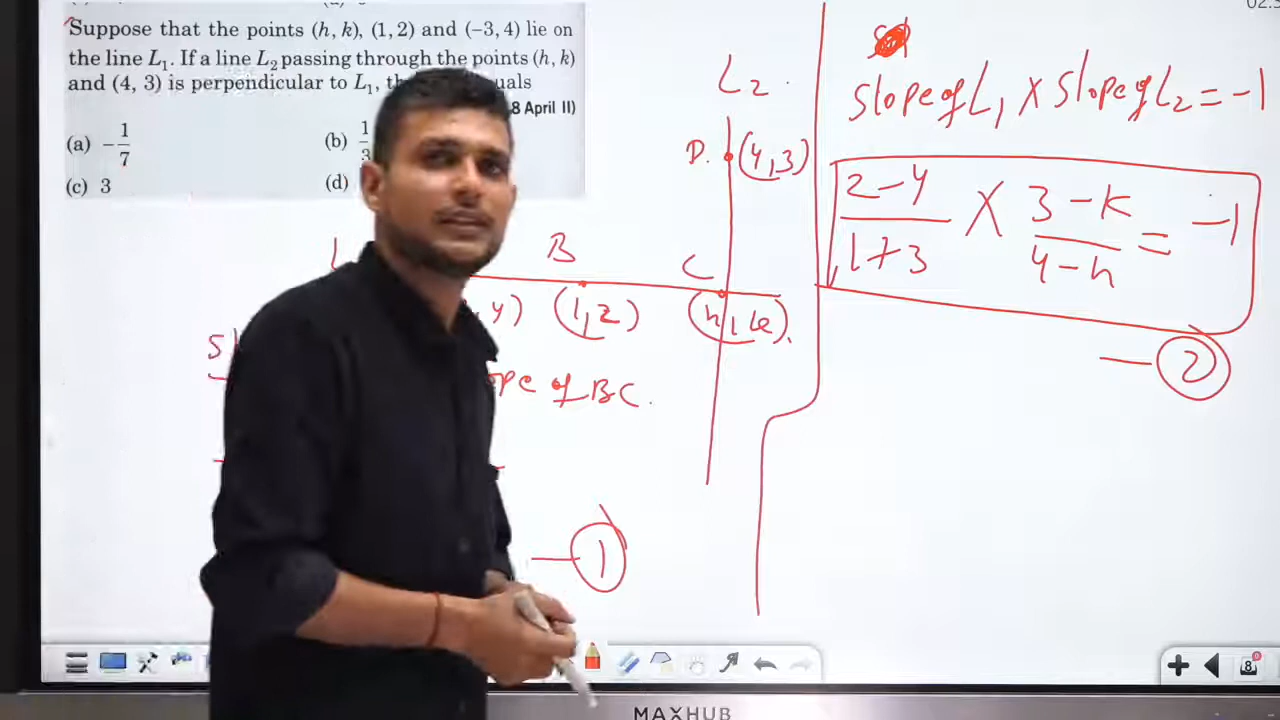 Suppose that the points (h, k), (1, 2) and (−3, 4) lie on
the line L₁. If a line L₂ passing through the points (h, k)
and (4, 3) is perpendicular to L₁,
8 April II)
(a) −1/7
(b) 1/3
(c) 3
(d)
L₂
D. (4,3)
B
C
y) (1,2) (h, k).
S
ope of BC.
— 1
Slope of L₁ X Slope of L₂ = −1
2−4/1+3 X 3−k/4−h = −1
— 2
8
MAXHUB